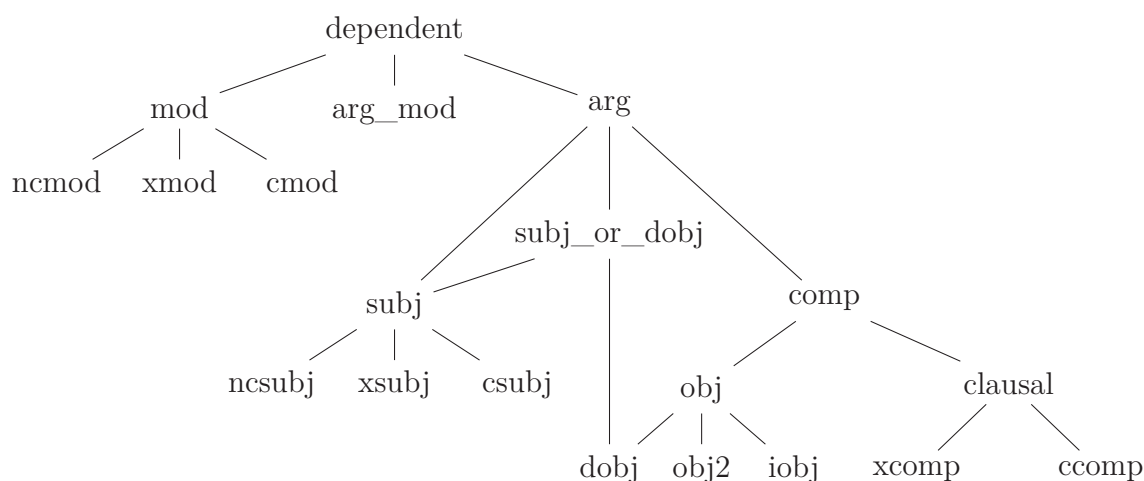 dependent
mod arg_mod arg
ncmod xmod cmod
subj_or_dobj
subj comp
ncsubj xsubj csubj obj clausal
dobj obj2 iobj xcomp ccomp